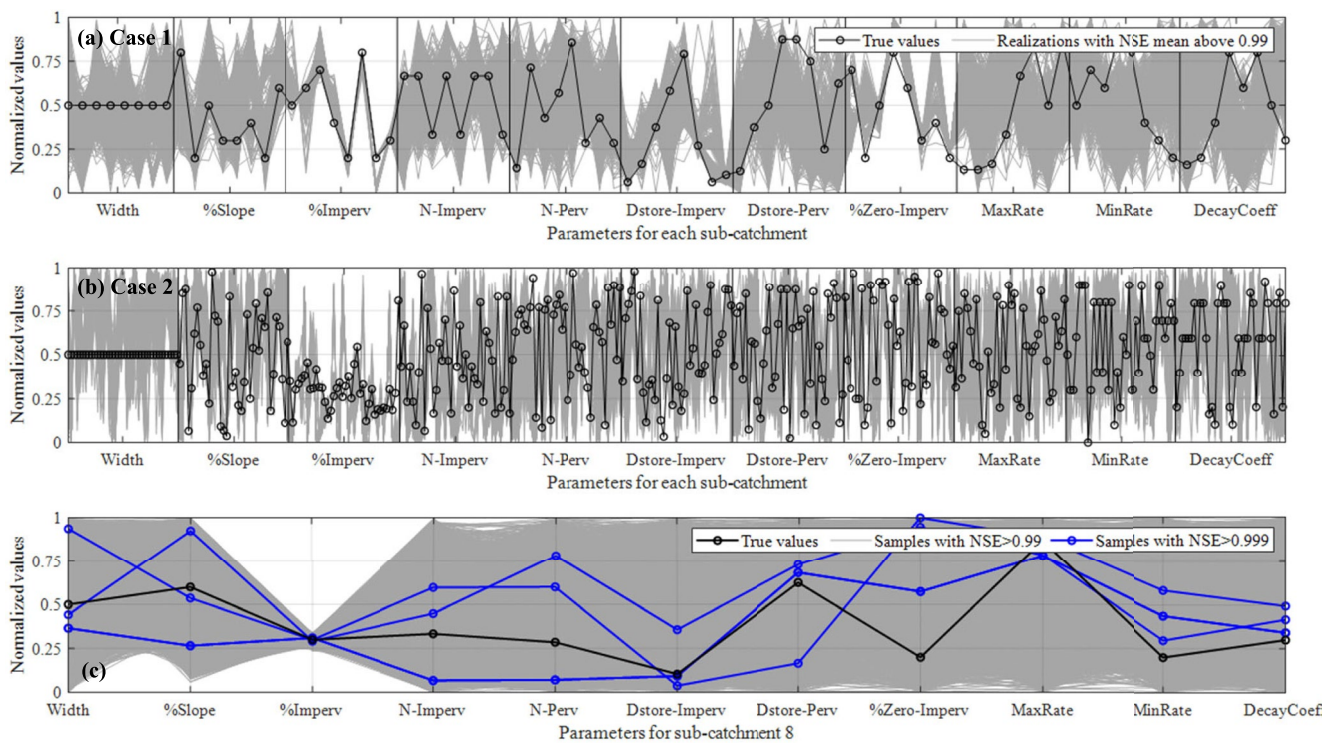 (a) Case 1
True values
Realizations with NSE mean above 0.99
Normalized values
1
0.75
0.5
0.25
0
Width
%Slope
%Imperv
N-Imperv
N-Perv
Dstore-Imperv
Dstore-Perv
%Zero-Imperv
MaxRate
MinRate
DecayCoeff
Parameters for each sub-catchment
(b) Case 2
Normalized values
1
0.75
0.5
0.25
0
Width
%Slope
%Imperv
N-Imperv
N-Perv
Dstore-Imperv
Dstore-Perv
%Zero-Imperv
MaxRate
MinRate
DecayCoeff
Parameters for each sub-catchment
True values
Samples with NSE>0.99
Samples with NSE>0.999
Normalized values
1
0.75
0.5
0.25
0
(c)
Width
%Slope
%Imperv
N-Imperv
N-Perv
Dstore-Imperv
Dstore-Perv
%Zero-Imperv
MaxRate
MinRate
DecayCoeff
Parameters for sub-catchment 8